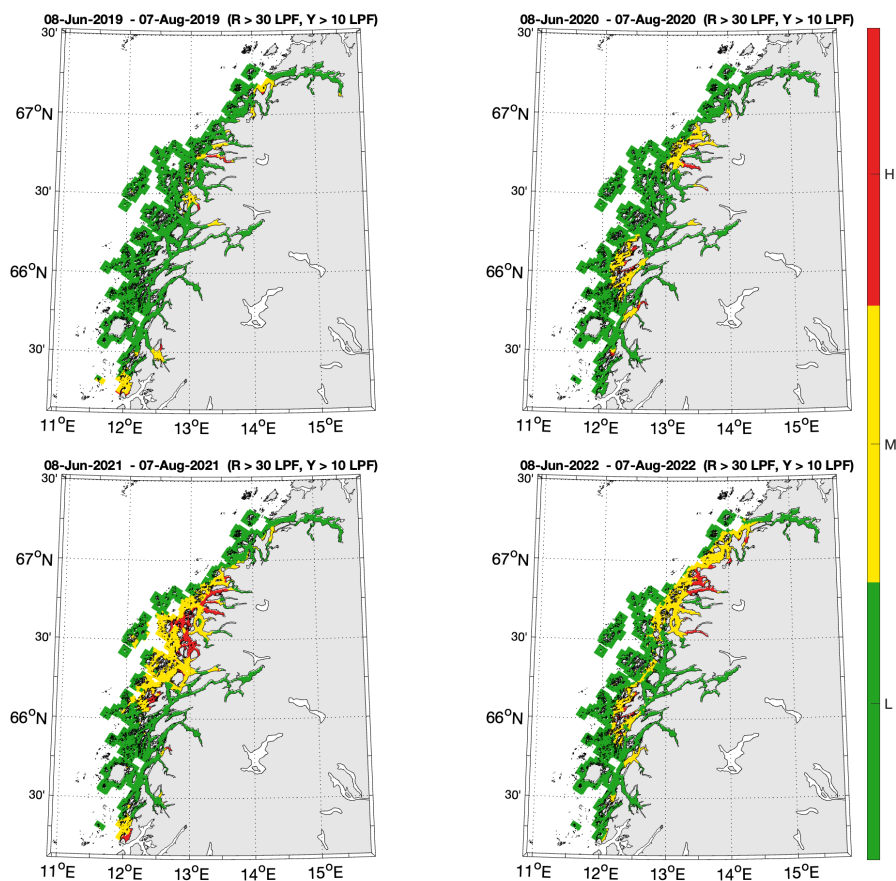 08-Jun-2019 - 07-Aug-2019 (R > 30 LPF, Y > 10 LPF)
30'
67°N
30'
66°N
30'
11°E 12°E 13°E 14°E 15°E
08-Jun-2020 - 07-Aug-2020 (R > 30 LPF, Y > 10 LPF)
30'
67°N
30'
66°N
30'
11°E 12°E 13°E 14°E 15°E
08-Jun-2021 - 07-Aug-2021 (R > 30 LPF, Y > 10 LPF)
30'
67°N
30'
66°N
30'
11°E 12°E 13°E 14°E 15°E
08-Jun-2022 - 07-Aug-2022 (R > 30 LPF, Y > 10 LPF)
30'
67°N
30'
66°N
30'
11°E 12°E 13°E 14°E 15°E
H
M
L